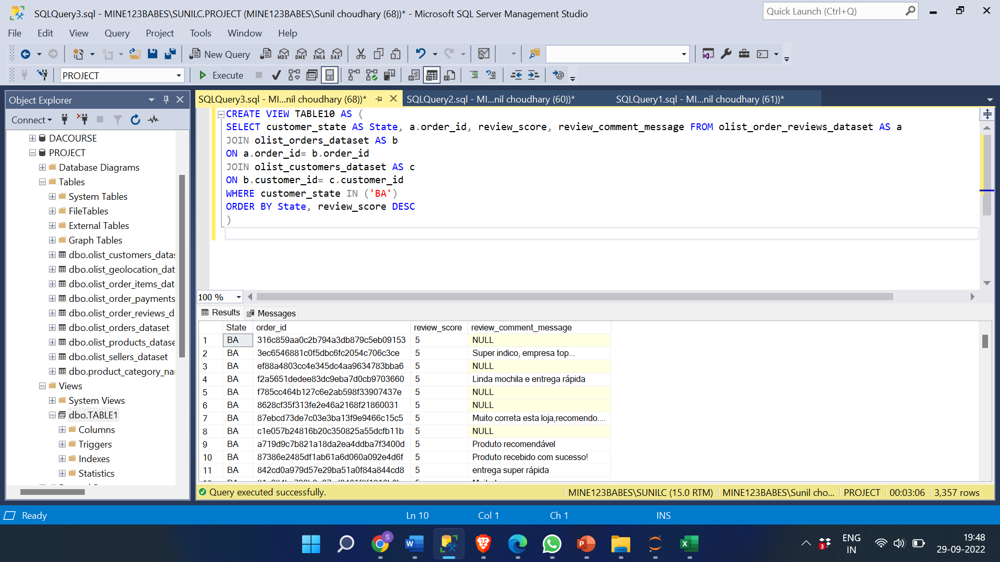 SQLQuery3.sql - MINE123BABES\SUNILC.PROJECT (MINE123BABES\Sunil choudhary (68))* - Microsoft SQL Server Management Studio
Quick Launch (Ctrl+Q)
File Edit View Query Project Tools Window Help
New Query MDX DMX XMLA DAX
PROJECT Execute
Object Explorer
SQLQuery3.sql - MI...nil choudhary (68))* SQLQuery2.sql - MI...nil choudhary (60))* SQLQuery1.sql - MI...nil choudhary (61))*
Connect
DACOURSE
PROJECT
Database Diagrams
Tables
System Tables
FileTables
External Tables
Graph Tables
dbo.olist_customers_datas
dbo.olist_geolocation_dat
dbo.olist_order_items_dat
dbo.olist_order_payments
dbo.olist_order_reviews_d
dbo.olist_orders_dataset
dbo.olist_products_datase
dbo.olist_sellers_dataset
dbo.product_category_na
Views
System Views
dbo.TABLE1
Columns
Triggers
Indexes
Statistics
CREATE VIEW TABLE10 AS (
SELECT customer_state AS State, a.order_id, review_score, review_comment_message FROM olist_order_reviews_dataset AS a
JOIN olist_orders_dataset AS b
ON a.order_id= b.order_id
JOIN olist_customers_dataset AS c
ON b.customer_id= c.customer_id
WHERE customer_state IN ('BA')
ORDER BY State, review_score DESC
)
100 %
Results Messages
State order_id review_score review_comment_message
1 BA 316c859aa0c2b794a3db879c5eb09153 5 NULL
2 BA 3ec6546881c0f5dbc6fc2054c706c3ce 5 Super indico, empresa top...
3 BA ef88a4803cc4e345dc4aa9634783bba6 5 NULL
4 BA f2a5651dedee83dc9eba7d0cb9703660 5 Linda mochila e entrega rápida
5 BA f785cc464b127c6e2ab598f33907437e 5 NULL
6 BA 8628cf35f313fe2e46a2168f21860031 5 NULL
7 BA 87ebcd73de7c03e3ba13f9e9466c15c5 5 Muito correta esta loja,recomendo....
8 BA c1e057b24816b20c350825a55dcfb11b 5 NULL
9 BA a719d9c7b821a18da2ea4ddba7f3400d 5 Produto recomendável
10 BA 87386e2485df1ab61a6d060a092e4d6f 5 Produto recebido com sucesso!
11 BA 842cd0a979d57e29ba51a0f84a844cd8 5 entrega super rápida
Query executed successfully. MINE123BABES\SUNILC (15.0 RTM) MINE123BABES\Sunil cho... PROJECT 00:03:06 3,357 rows
Ready Ln 10 Col 1 Ch 1 INS
S W P X 3
ENG
IN
19:48
29-09-2022